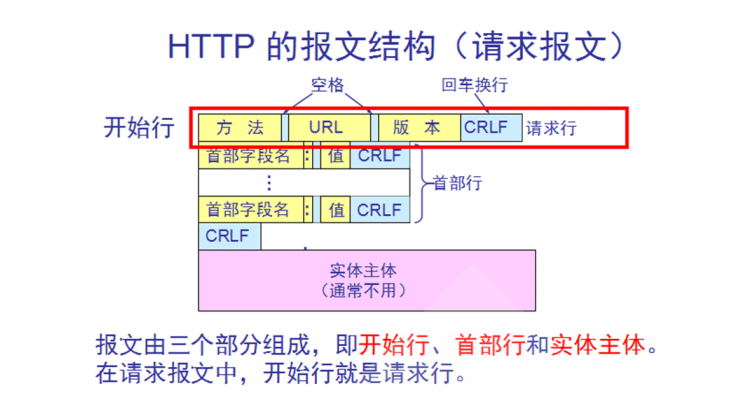 HTTP 的报文结构（请求报文）
空格 回车换行
开始行 方 法 URL 版 本 CRLF 请求行
首部字段名 : 值 CRLF
⋮ 首部行
首部字段名 : 值 CRLF
CRLF
实体主体
（通常不用）
报文由三个部分组成，即开始行、首部行和实体主体。
在请求报文中，开始行就是请求行。